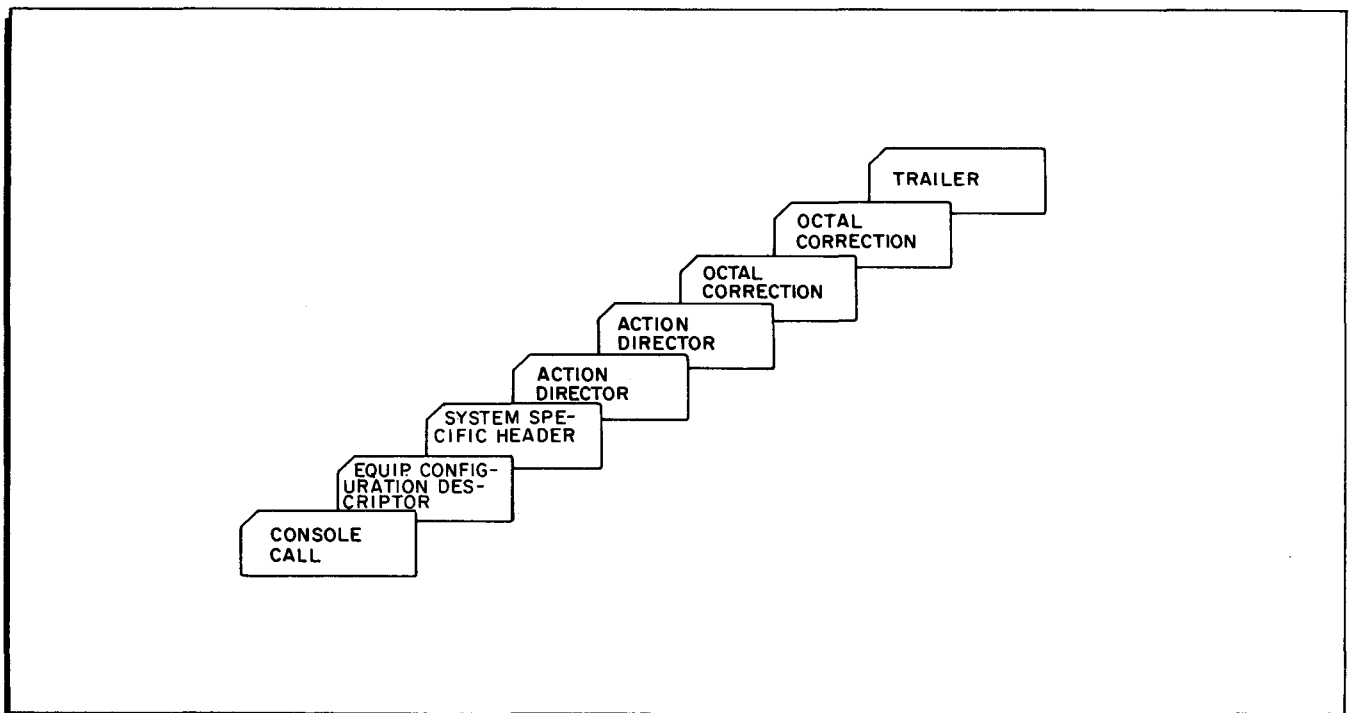 TRAILER
OCTAL
CORRECTION
OCTAL
CORRECTION
ACTION
DIRECTOR
ACTION
DIRECTOR
SYSTEM SPE-
CIFIC HEADER
EQUIP. CONFIG-
URATION DES-
CRIPTOR
CONSOLE
CALL